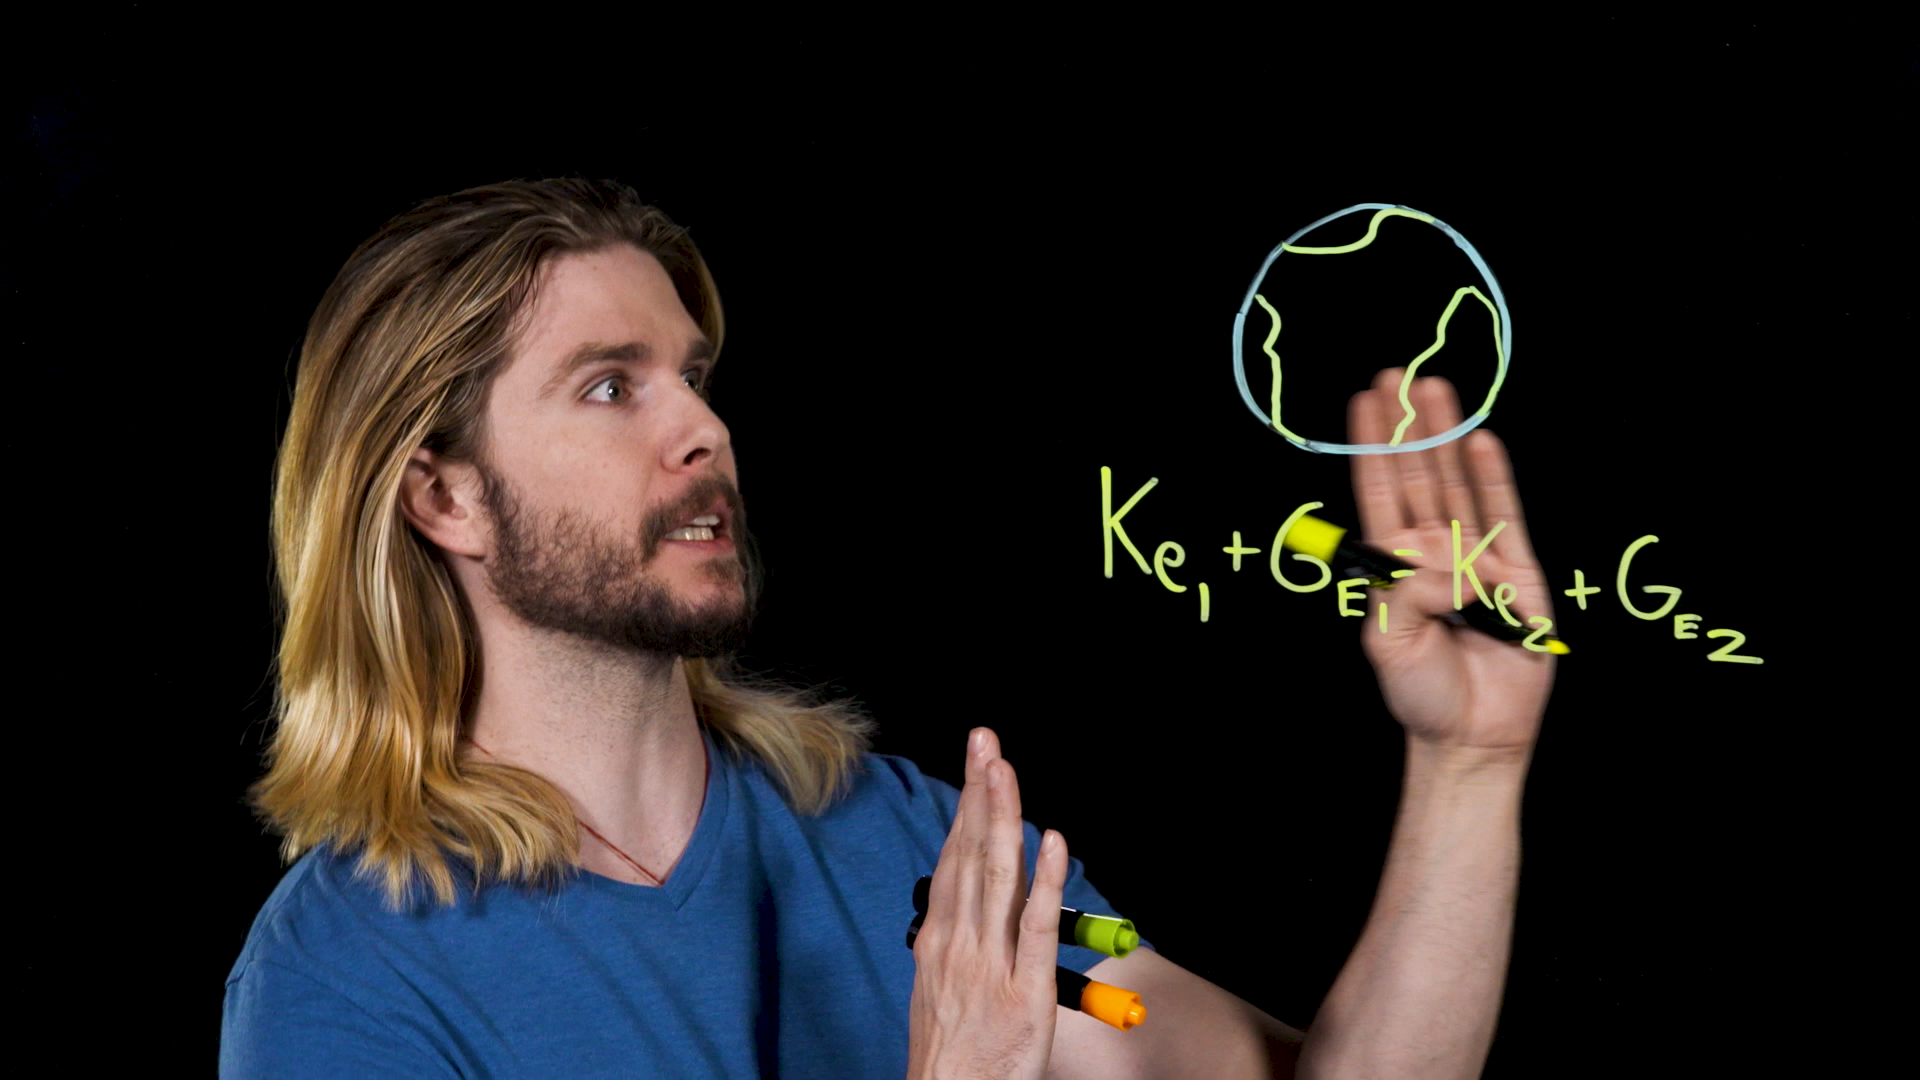 Ke₁ + GE₁ = Ke₂ + GE₂